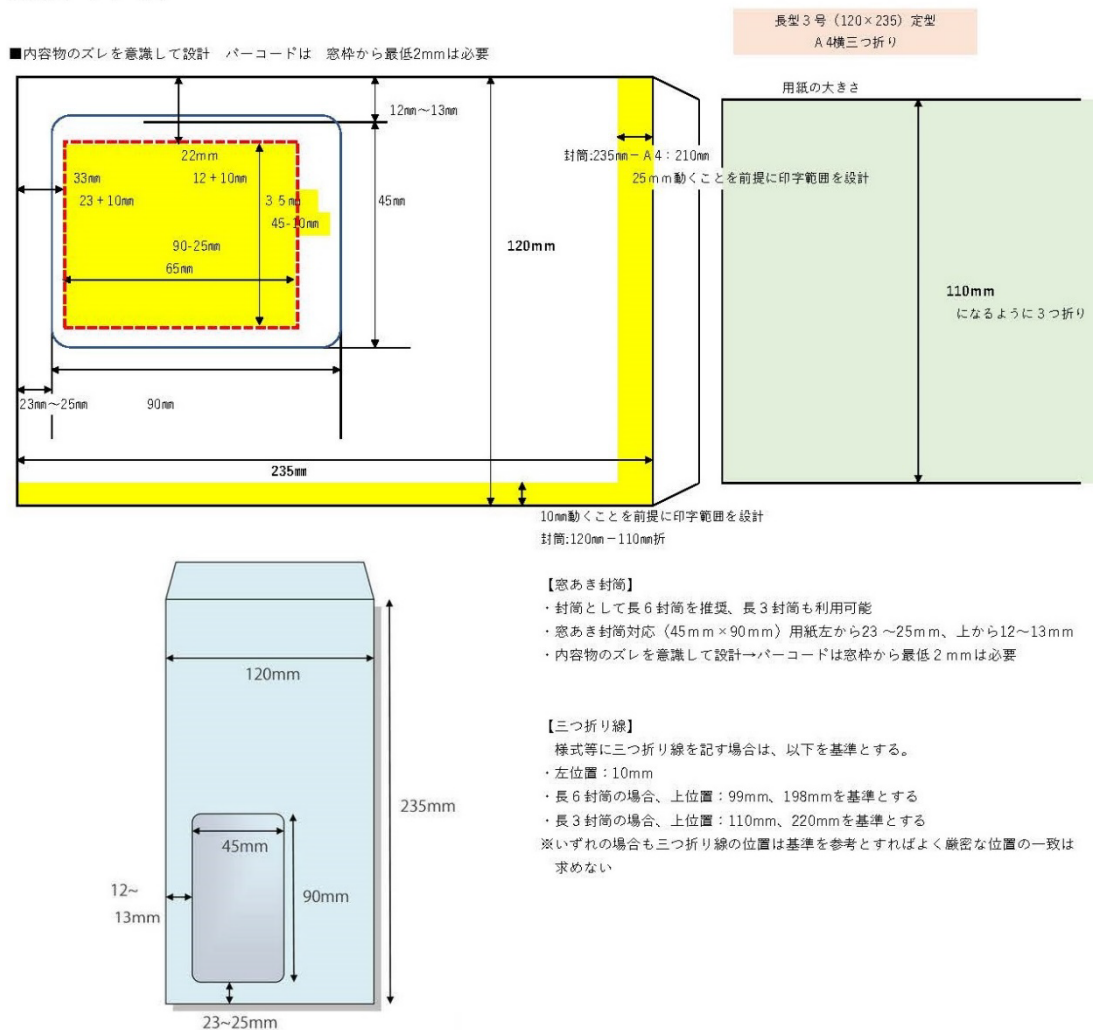 長型３号（120×235）定型
Ａ4横三つ折り
■内容物のズレを意識して設計　バーコードは　窓枠から最低2mmは必要
用紙の大きさ
12㎜～13㎜
封筒:235㎜－Ａ4：210㎜
25ｍｍ動くことを前提に印字範囲を設計
22mm
33㎜
12＋10㎜
23＋10㎜
３５㎜
45㎜
45-10㎜
90-25㎜
65㎜
120mm
110mm
になるように３つ折り
23㎜～25㎜
90㎜
235㎜
10㎜動くことを前提に印字範囲を設計
封筒:120㎜－110㎜折
【窓あき封筒】
・封筒として長６封筒を推奨、長３封筒も利用可能
・窓あき封筒対応（45ｍｍ×90ｍｍ）用紙左から23 ～25ｍｍ、上から12～13ｍｍ
・内容物のズレを意識して設計→バーコードは窓枠から最低２ｍｍは必要
【三つ折り線】
様式等に三つ折り線を記す場合は、以下を基準とする。
・左位置：10mm
・長６封筒の場合、上位置：99mm、198mmを基準とする
・長３封筒の場合、上位置：110mm、220mmを基準とする
※いずれの場合も三つ折り線の位置は基準を参考とすればよく厳密な位置の一致は
求めない
120mm
235mm
45mm
90mm
12~
13mm
23~25mm